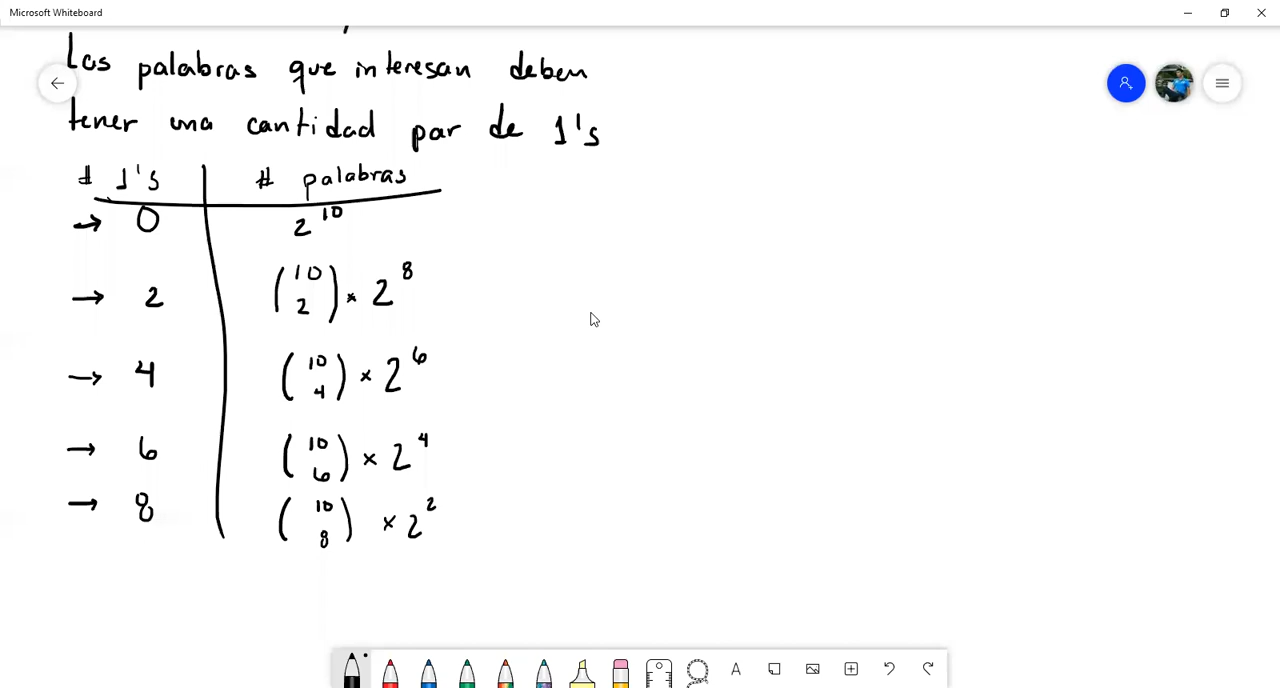 Microsoft Whiteboard
Las palabras que interesan deben
tener una cantidad par de 1's
# 1's # palabras
→ 0 2^10
→ 2 (10 2) × 2^8
→ 4 (10 4) × 2^6
→ 6 (10 6) × 2^4
→ 8 (10 8) × 2^2
A